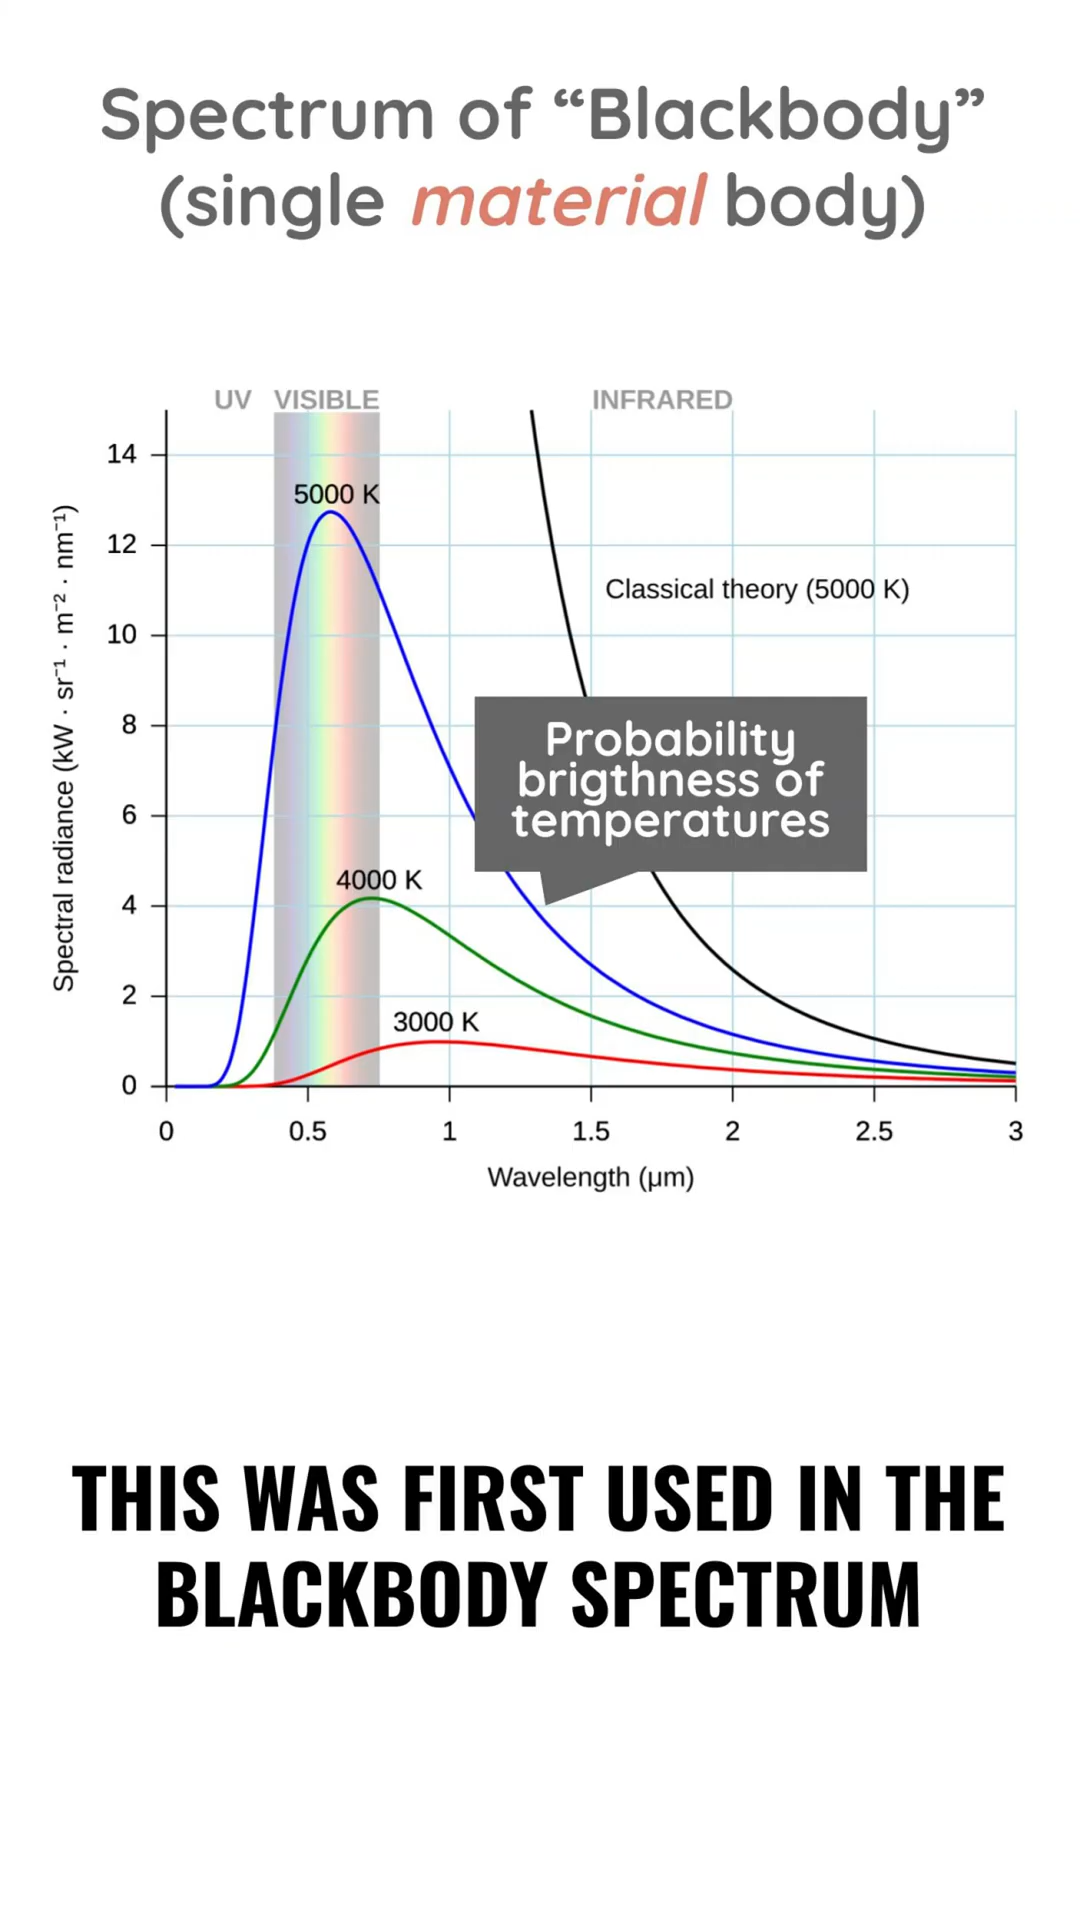 Spectrum of “Blackbody”
(single material body)
UV VISIBLE INFRARED
14
12
10
8
6
4
2
0
Spectral radiance (kW · sr⁻¹ · m⁻² · nm⁻¹)
5000 K
Classical theory (5000 K)
Probability
brigthness of
temperatures
4000 K
3000 K
0 0.5 1 1.5 2 2.5 3
Wavelength (μm)
THIS WAS FIRST USED IN THE
BLACKBODY SPECTRUM